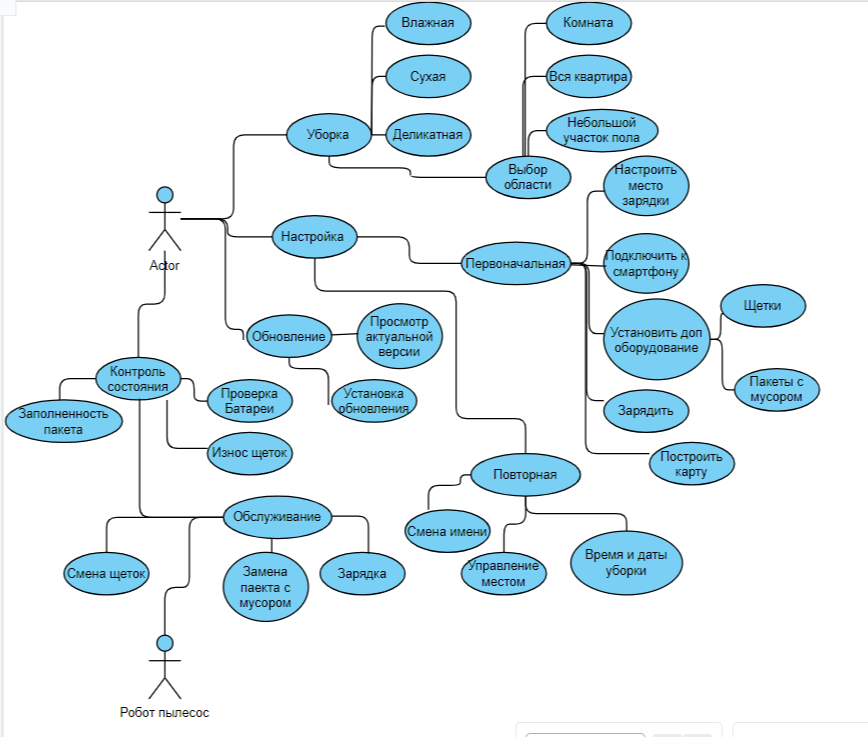 Влажная
Комната
Сухая
Вся квартира
Уборка
Деликатная
Небольшой
участок пола
Выбор
области
Настроить
место
зарядки
Actor
Настройка
Первоначальная
Подключить к
смартфону
Щетки
Обновление
Просмотр
актуальной
версии
Установить доп
оборудование
Контроль
состояния
Пакеты с
мусором
Проверка
Батареи
Установка
обновления
Заполненность
пакета
Зарядить
Износ щеток
Построить
карту
Повторная
Обслуживание
Смена имени
Смена щеток
Замена
паекта с
мусором
Зарядка
Управление
местом
Время и даты
уборки
Робот пылесос